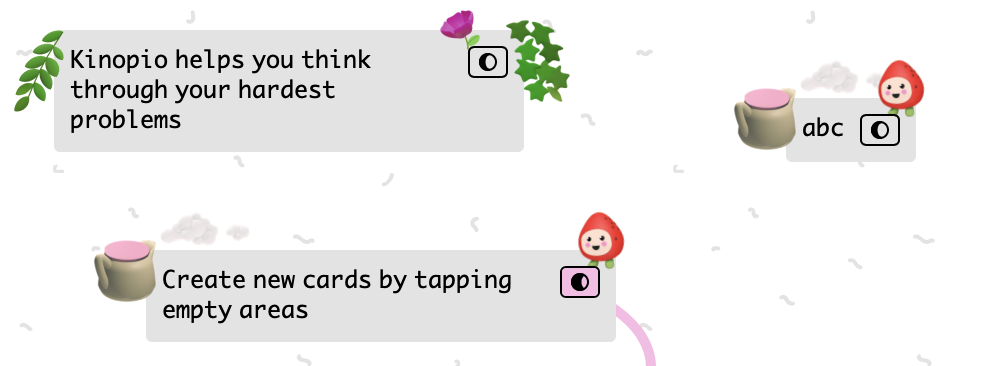 Kinopio helps you think
through your hardest
problems
abc
Create new cards by tapping
empty areas